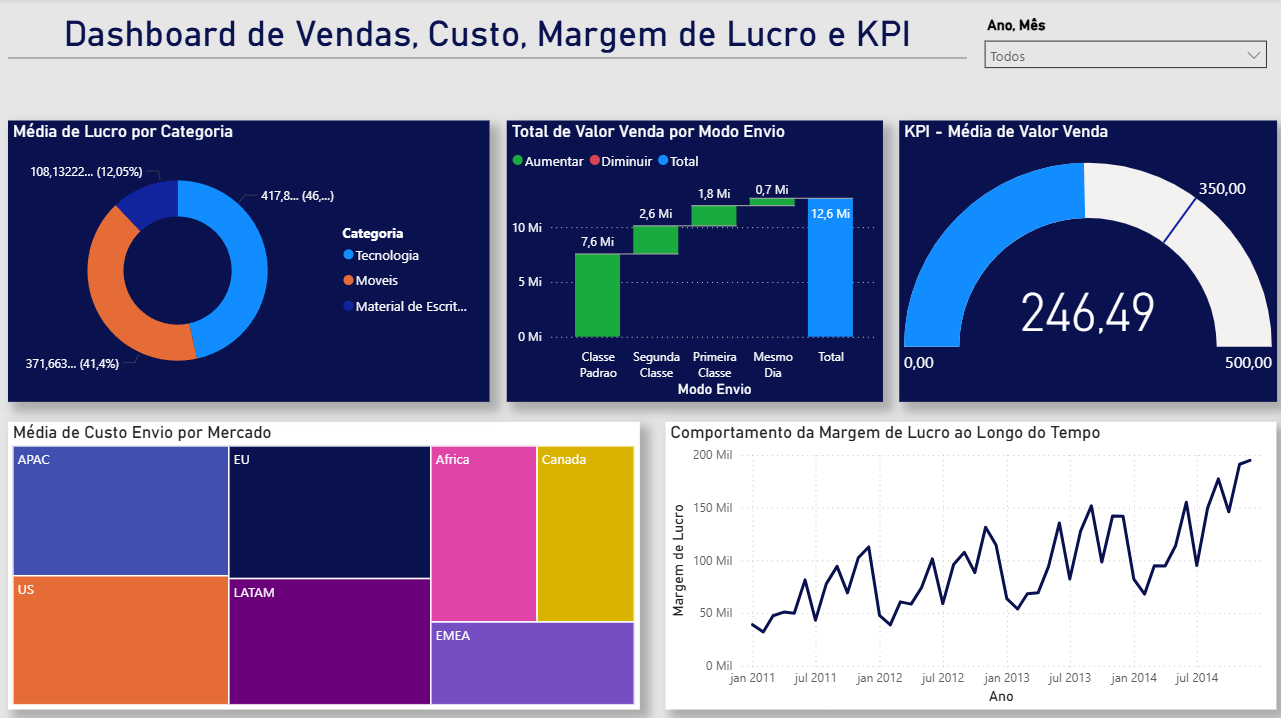 Dashboard de Vendas, Custo, Margem de Lucro e KPI
Ano, Mês
Todos
Média de Lucro por Categoria
108,13222... (12,05%)
417,8... (46,...)
371,663... (41,4%)
Categoria
Tecnologia
Moveis
Material de Escrit...
Total de Valor Venda por Modo Envio
Aumentar Diminuir Total
10 Mi
5 Mi
0 Mi
7,6 Mi
2,6 Mi
1,8 Mi
0,7 Mi
12,6 Mi
Classe
Padrao
Segunda
Classe
Primeira
Classe
Mesmo
Dia
Total
Modo Envio
KPI - Média de Valor Venda
350,00
246,49
0,00
500,00
Média de Custo Envio por Mercado
APAC
EU
Africa
Canada
US
LATAM
EMEA
Comportamento da Margem de Lucro ao Longo do Tempo
Margem de Lucro
200 Mil
150 Mil
100 Mil
50 Mil
0 Mil
jan 2011 jul 2011 jan 2012 jul 2012 jan 2013 jul 2013 jan 2014 jul 2014
Ano